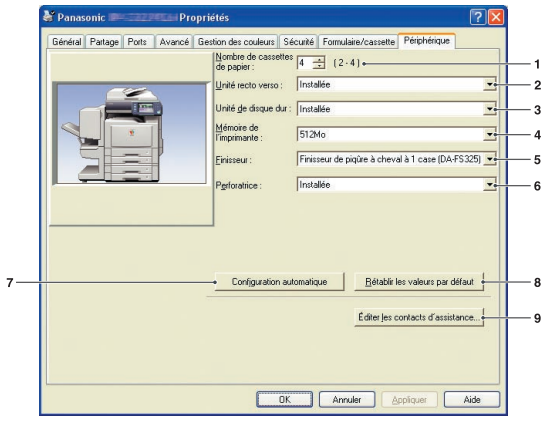 Panasonic Propriétés
Général Partage Ports Avancé Gestion des couleurs Sécurité Formulaire/cassette Périphérique
Nombre de cassettes de papier : 4 (2 - 4) 1
Unité recto verso : Installée 2
Unité de disque dur : Installée 3
Mémoire de l'imprimante : 512Mo 4
Finisseur : Finisseur de piqûre à cheval à 1 case (DA-FS325) 5
Perforatrice : Installée 6
7 Configuration automatique Rétablir les valeurs par défaut 8
Éditer les contacts d'assistance... 9
OK Annuler Appliquer Aide